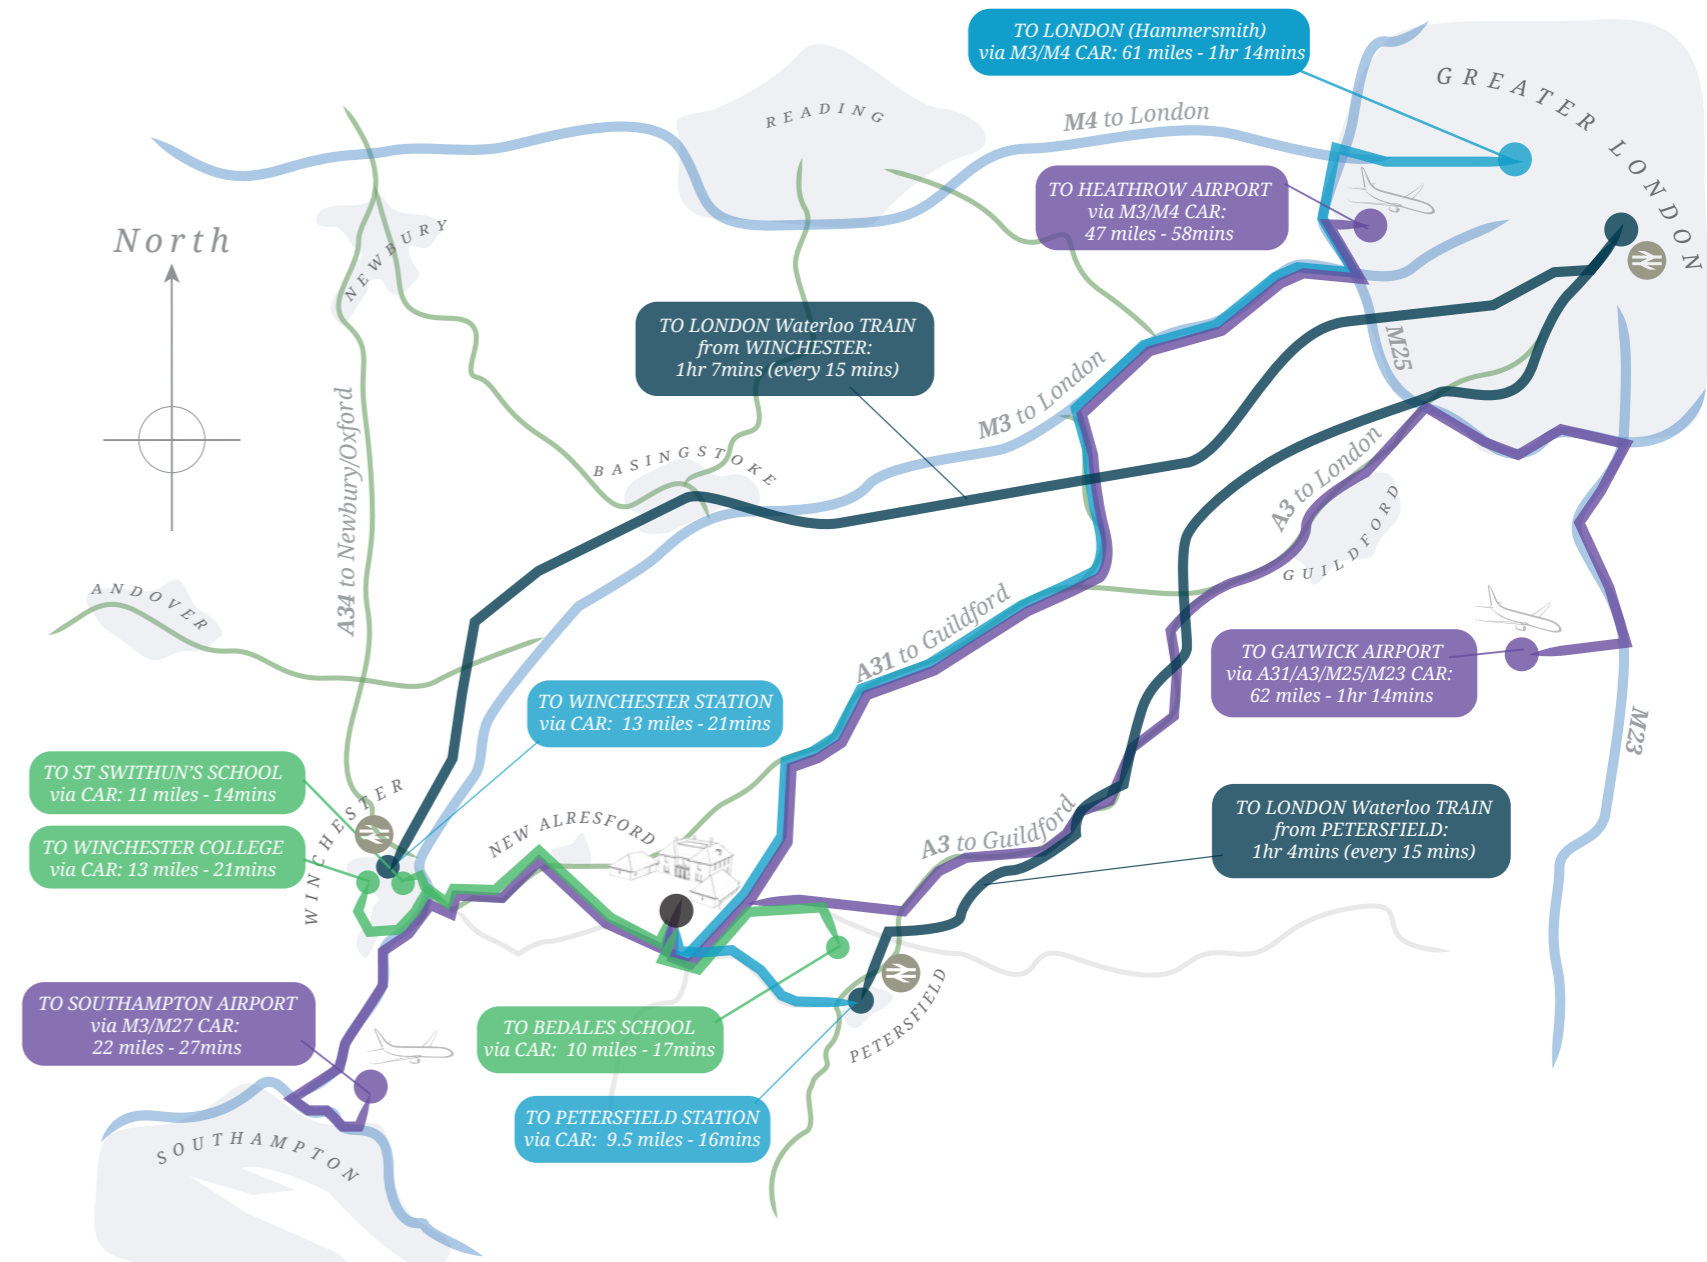 TO LONDON (Hammersmith)
via M3/M4 CAR: 61 miles - 1hr 14mins
GREATER LONDON
READING
M4 to London
TO HEATHROW AIRPORT
via M3/M4 CAR:
47 miles - 58mins
North
NEWBURY
TO LONDON Waterloo TRAIN
from WINCHESTER:
1hr 7mins (every 15 mins)
M25
M3 to London
A34 to Newbury/Oxford
BASINGSTOKE
A3 to London
GUILDFORD
ANDOVER
A31 to Guildford
TO GATWICK AIRPORT
via A31/A3/M25/M23 CAR:
62 miles - 1hr 14mins
M23
TO WINCHESTER STATION
via CAR:  13 miles - 21mins
TO ST SWITHUN'S SCHOOL
via CAR: 11 miles - 14mins
WINCHESTER
NEW ALRESFORD
A3 to Guildford
TO LONDON Waterloo TRAIN
from PETERSFIELD:
1hr 4mins (every 15 mins)
TO WINCHESTER COLLEGE
via CAR: 13 miles - 21mins
TO SOUTHAMPTON AIRPORT
via M3/M27 CAR:
22 miles - 27mins
TO BEDALES SCHOOL
via CAR:  10 miles - 17mins
PETERSFIELD
TO PETERSFIELD STATION
via CAR:  9.5 miles - 16mins
SOUTHAMPTON